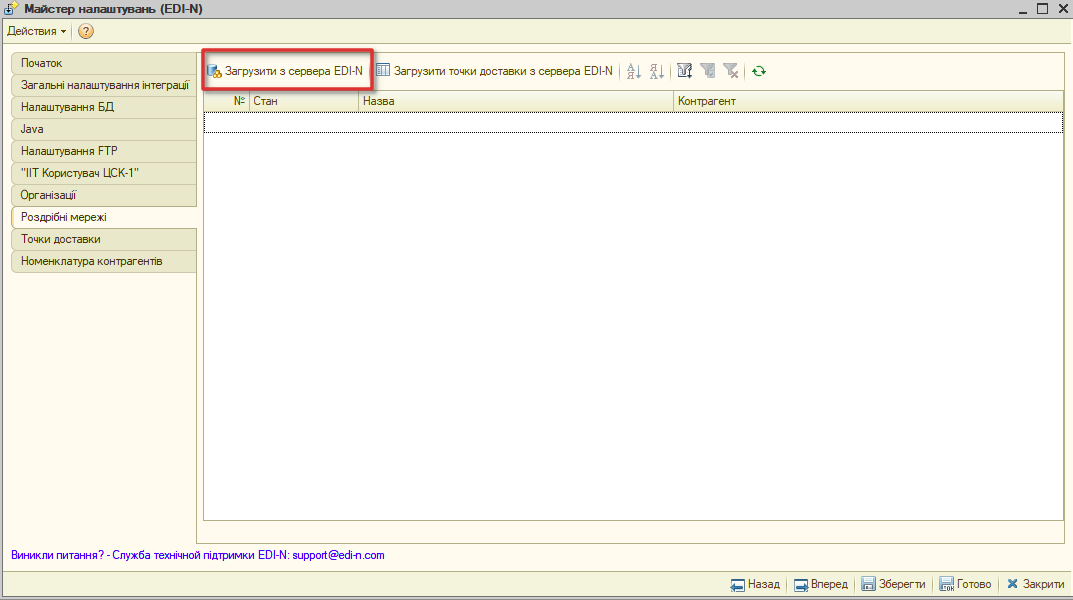 Майстер налаштувань (EDI-N)
Действия
Початок
Загальні налаштування інтеграції
Налаштування БД
Java
Налаштування FTP
"ІІТ Користувач ЦСК-1"
Організації
Роздрібні мережі
Точки доставки
Номенклатура контрагентів
Загрузити з сервера EDI-N
Загрузити точки доставки з сервера EDI-N
№ Стан Назва Контрагент
Виникли питання? - Служба технічної підтримки EDI-N: support@edi-n.com
Назад Вперед Зберегти Готово Закрити